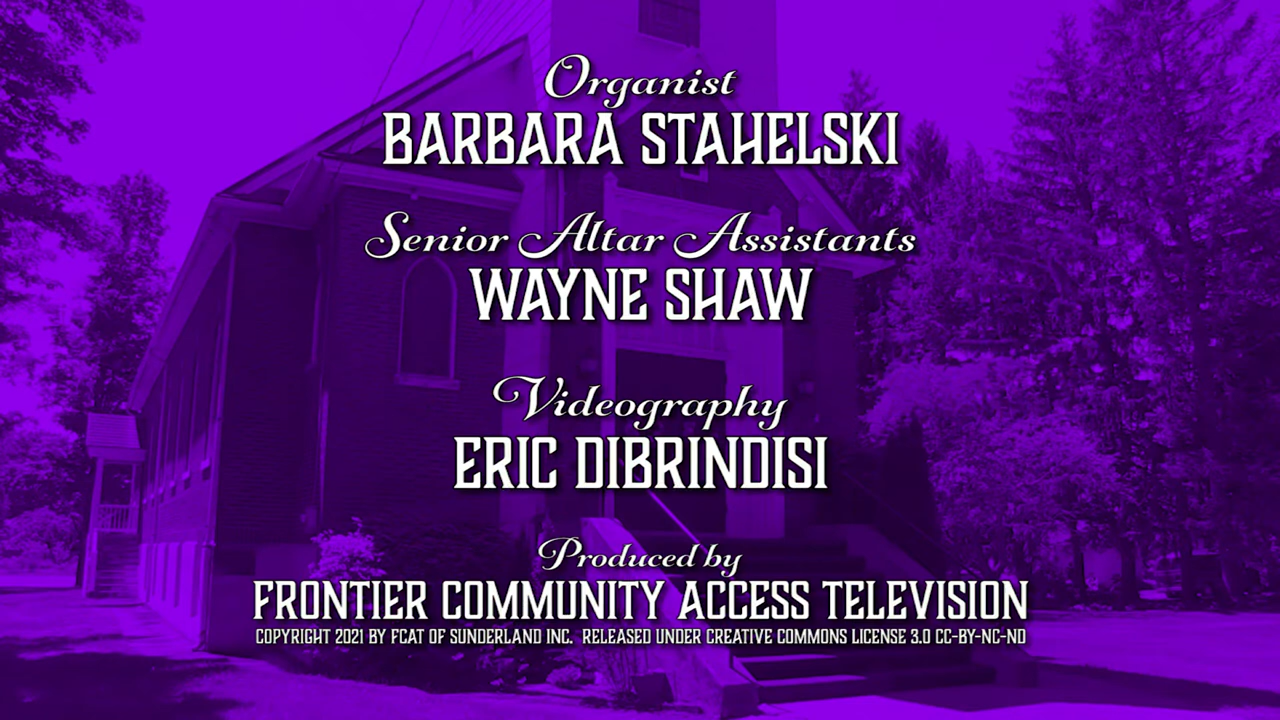 Organist
BARBARA STAHELSKI
Senior Altar Assistants
WAYNE SHAW
Videography
ERIC DIBRINDISI
Produced by
FRONTIER COMMUNITY ACCESS TELEVISION
COPYRIGHT 2021 BY FCAT OF SUNDERLAND INC. RELEASED UNDER CREATIVE COMMONS LICENSE 3.0 CC-BY-NC-ND